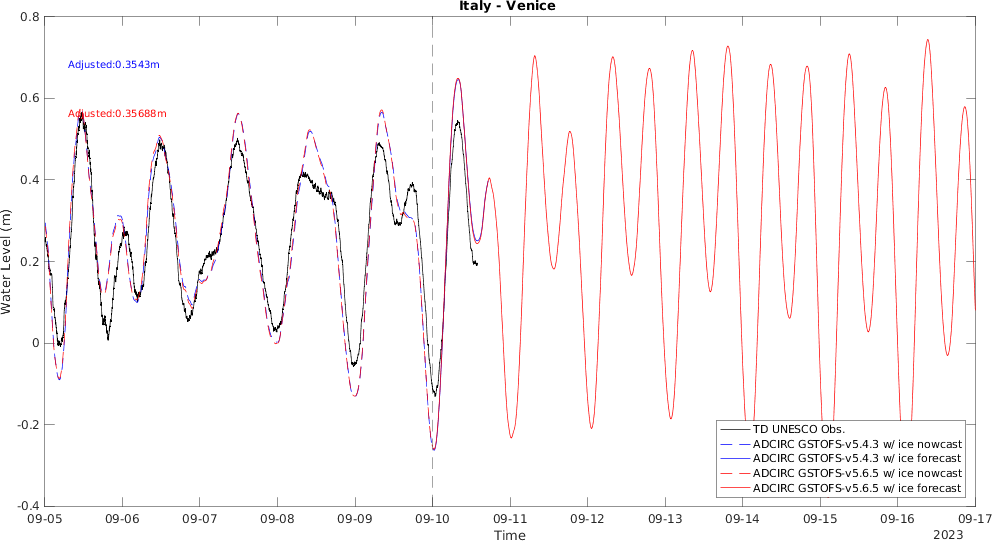 Italy - Venice
0.8
0.6
0.4
0.2
0
-0.2
-0.4
Water Level (m)
Adjusted:0.3543m
Adjusted:0.35688m
TD UNESCO Obs.
ADCIRC GSTOFS-v5.4.3 w/ ice nowcast
ADCIRC GSTOFS-v5.4.3 w/ ice forecast
ADCIRC GSTOFS-v5.6.5 w/ ice nowcast
ADCIRC GSTOFS-v5.6.5 w/ ice forecast
09-05 09-06 09-07 09-08 09-09 09-10 09-11 09-12 09-13 09-14 09-15 09-16 09-17
Time
2023